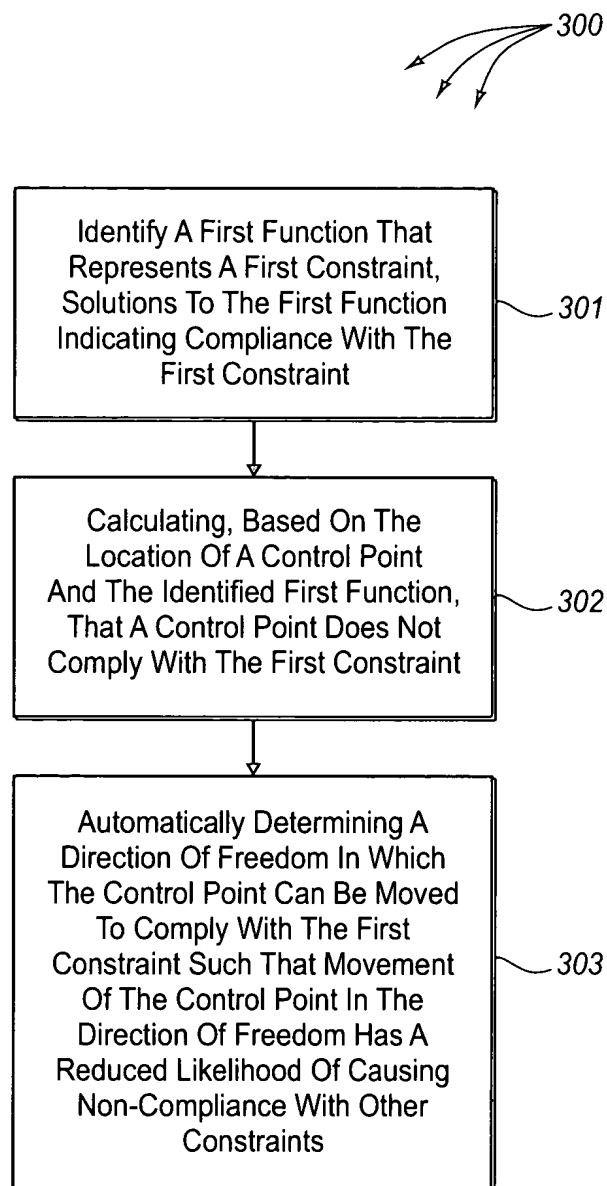 300
Identify A First Function That
Represents A First Constraint,
Solutions To The First Function
Indicating Compliance With The
First Constraint
301
Calculating, Based On The
Location Of A Control Point
And The Identified First Function,
That A Control Point Does Not
Comply With The First Constraint
302
Automatically Determining A
Direction Of Freedom In Which
The Control Point Can Be Moved
To Comply With The First
Constraint Such That Movement
Of The Control Point In The
Direction Of Freedom Has A
Reduced Likelihood Of Causing
Non-Compliance With Other
Constraints
303